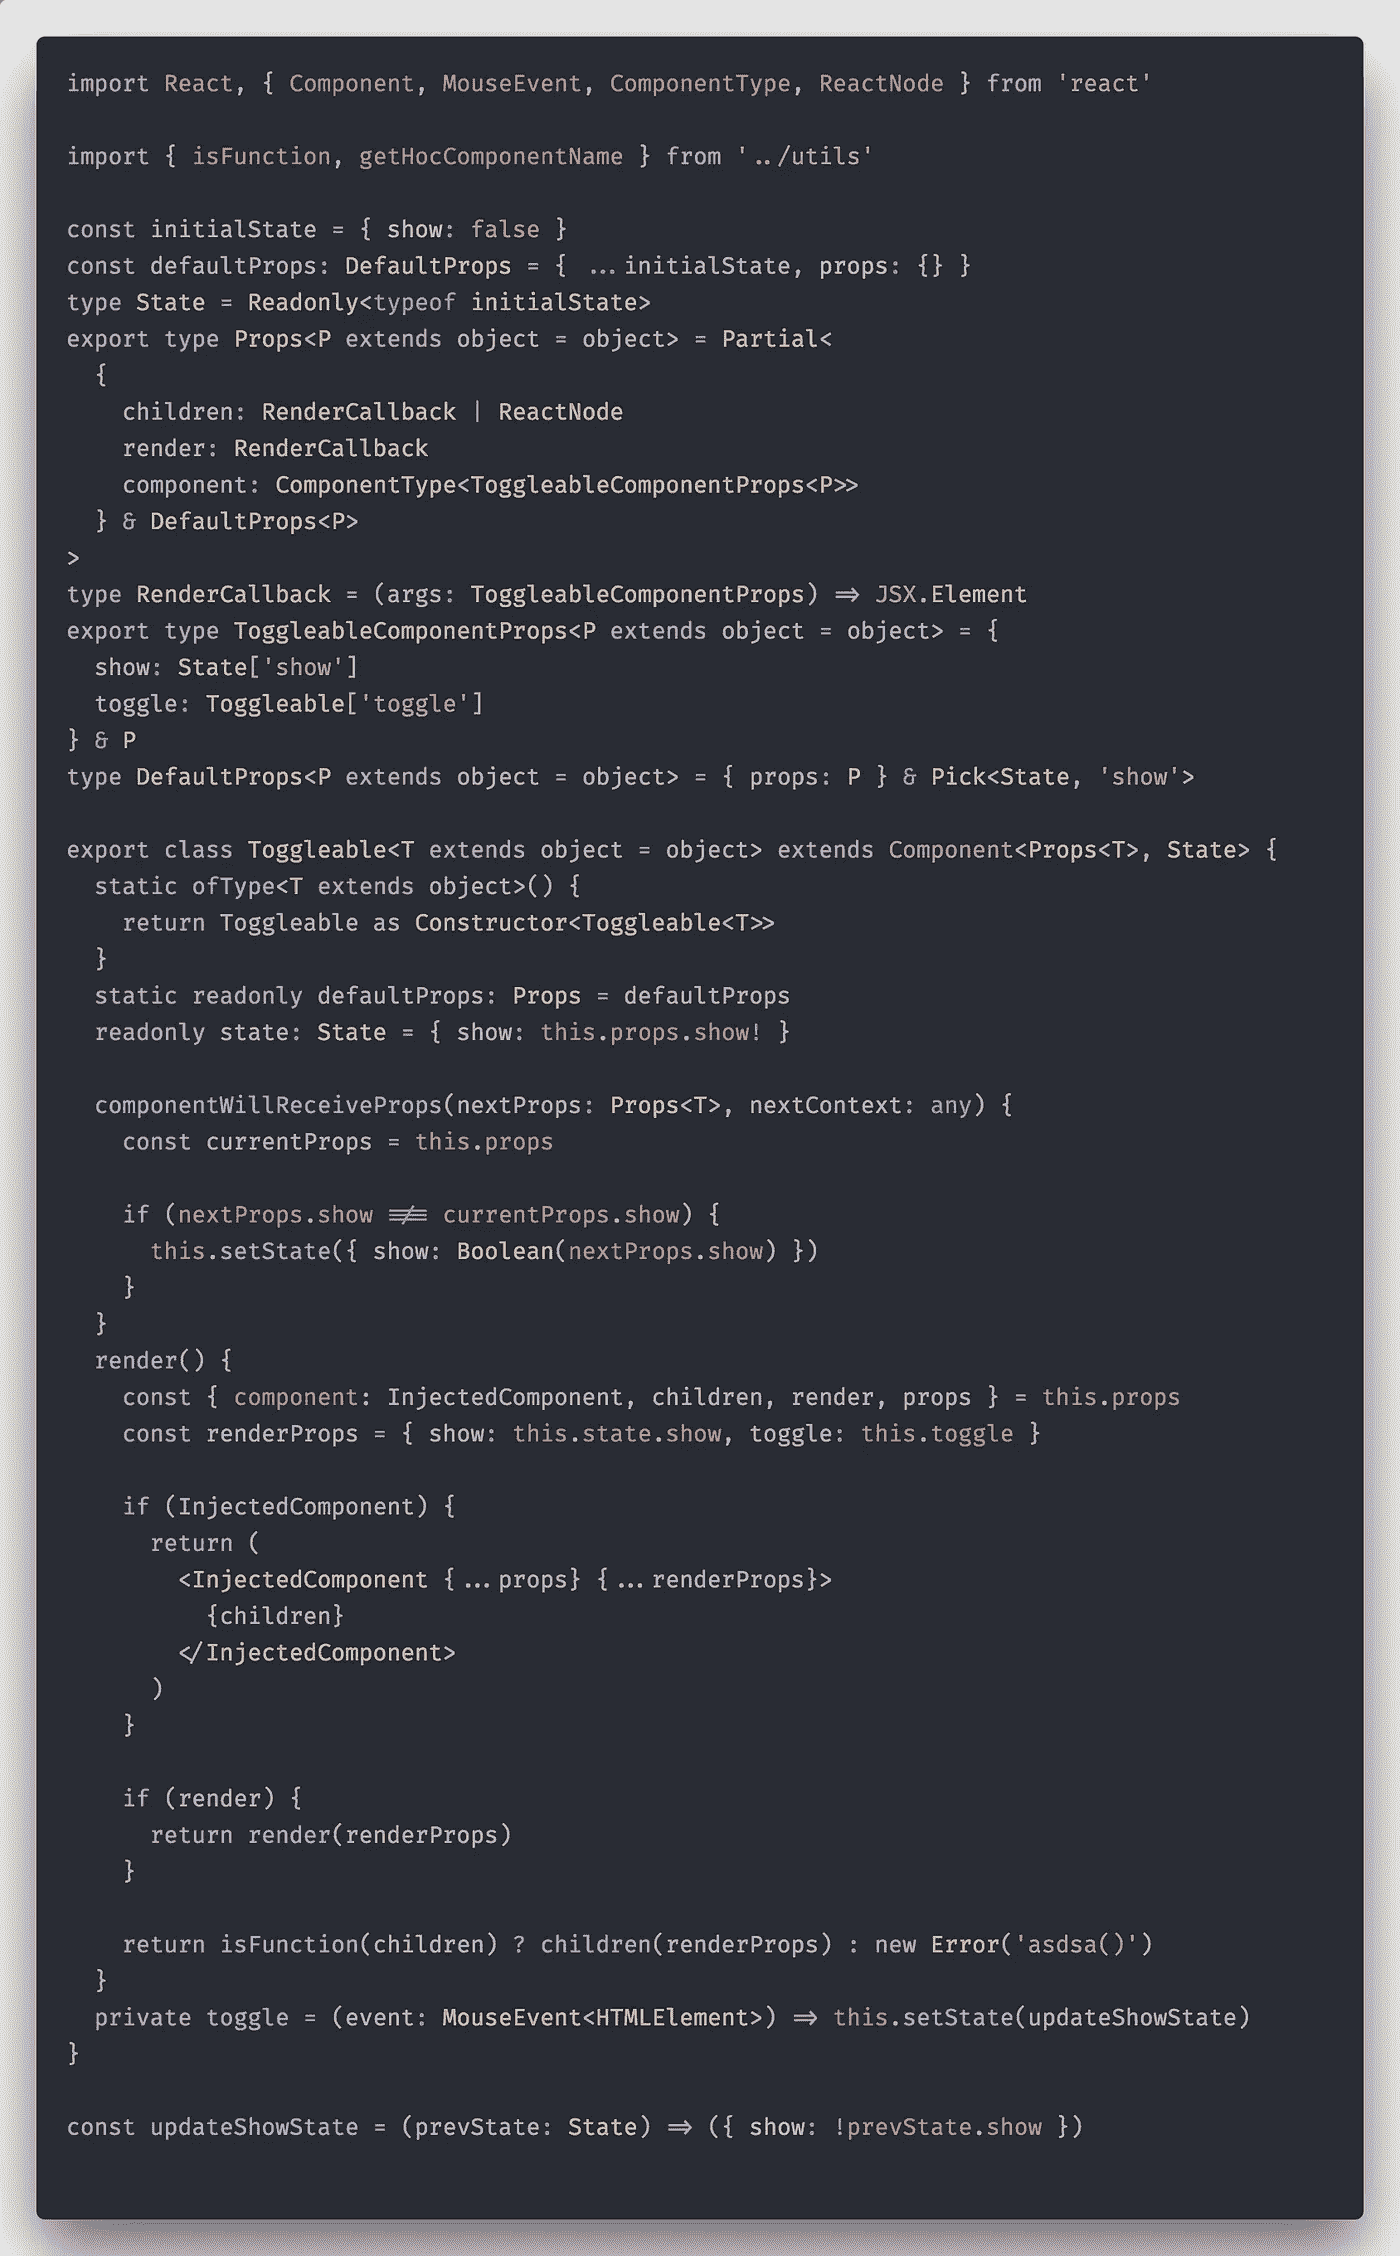 import React, { Component, MouseEvent, ComponentType, ReactNode } from 'react'

import { isFunction, getHocComponentName } from '../utils'

const initialState = { show: false }
const defaultProps: DefaultProps = { ...initialState, props: {} }
type State = Readonly<typeof initialState>
export type Props<P extends object = object> = Partial<
  {
    children: RenderCallback | ReactNode
    render: RenderCallback
    component: ComponentType<ToggleableComponentProps<P>>
  } & DefaultProps<P>
>
type RenderCallback = (args: ToggleableComponentProps) => JSX.Element
export type ToggleableComponentProps<P extends object = object> = {
  show: State['show']
  toggle: Toggleable['toggle']
} & P
type DefaultProps<P extends object = object> = { props: P } & Pick<State, 'show'>

export class Toggleable<T extends object = object> extends Component<Props<T>, State> {
  static ofType<T extends object>() {
    return Toggleable as Constructor<Toggleable<T>>
  }
  static readonly defaultProps: Props = defaultProps
  readonly state: State = { show: this.props.show! }

  componentWillReceiveProps(nextProps: Props<T>, nextContext: any) {
    const currentProps = this.props

    if (nextProps.show !== currentProps.show) {
      this.setState({ show: Boolean(nextProps.show) })
    }
  }
  render() {
    const { component: InjectedComponent, children, render, props } = this.props
    const renderProps = { show: this.state.show, toggle: this.toggle }

    if (InjectedComponent) {
      return (
        <InjectedComponent {...props} {...renderProps}>
          {children}
        </InjectedComponent>
      )
    }

    if (render) {
      return render(renderProps)
    }

    return isFunction(children) ? children(renderProps) : new Error('asdsa()')
  }
  private toggle = (event: MouseEvent<HTMLElement>) => this.setState(updateShowState)
}

const updateShowState = (prevState: State) => ({ show: !prevState.show })